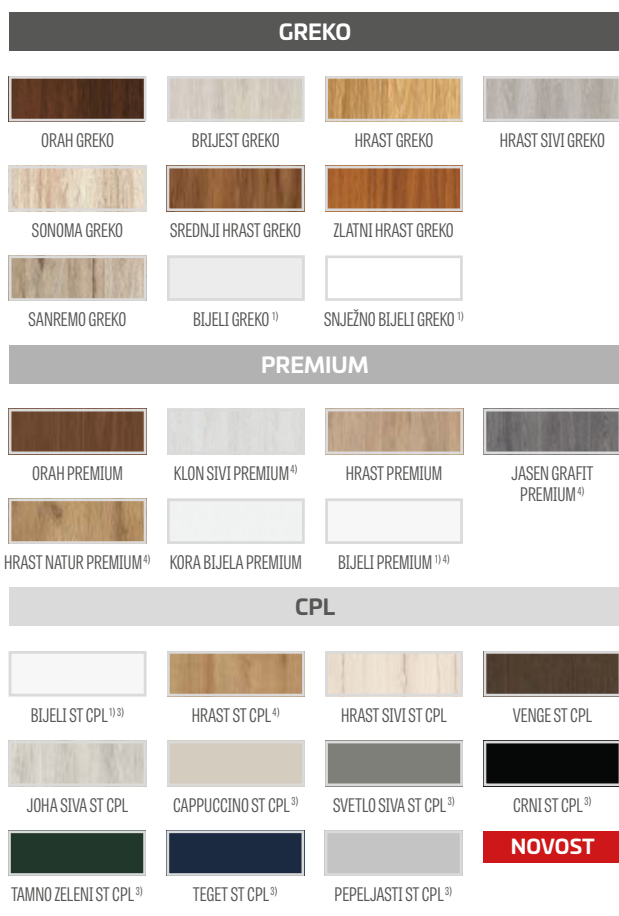 GREKO
ORAH GREKO
BRIJEST GREKO
HRAST GREKO
HRAST SIVI GREKO
SONOMA GREKO
SREDNJI HRAST GREKO
ZLATNI HRAST GREKO
SANREMO GREKO
BIJELI GREKO 1)
SNJEŽNO BIJELI GREKO 1)
PREMIUM
ORAH PREMIUM
KLON SIVI PREMIUM 4)
HRAST PREMIUM
JASEN GRAFIT
PREMIUM 4)
HRAST NATUR PREMIUM 4)
KORA BIJELA PREMIUM
BIJELI PREMIUM 1) 4)
CPL
BIJELI ST CPL 1) 3)
HRAST ST CPL 4)
HRAST SIVI ST CPL
VENGE ST CPL
JOHA SIVA ST CPL
CAPPUCCINO ST CPL 3)
SVETLO SIVA ST CPL 3)
CRNI ST CPL 3)
NOVOST
TAMNO ZELENI ST CPL 3)
TEGET ST CPL 3)
PEPELJASTI ST CPL 3)